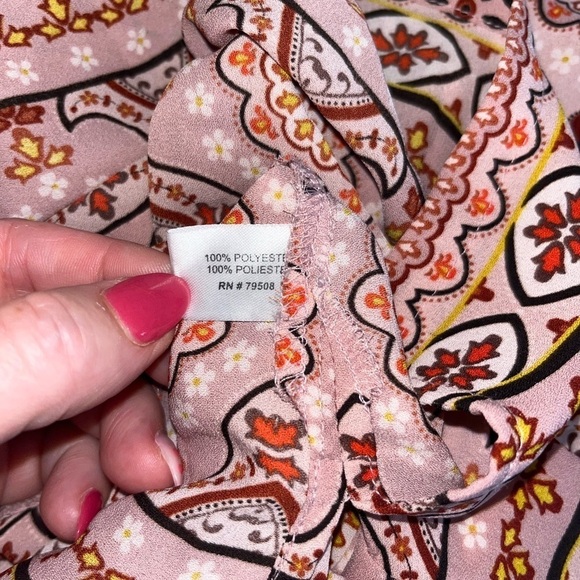 100% POLYESTE
100% POLIESTE
RN # 79508